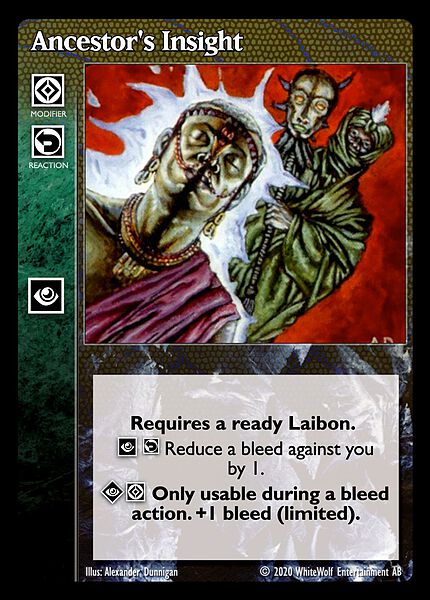 Ancestor's Insight
MODIFIER
REACTION
A D
Requires a ready Laibon.
Reduce a bleed against you
by 1.
Only usable during a bleed
action. +1 bleed (limited).
Illus: Alexander Dunnigan © 2020 WhiteWolf Entertainment AB